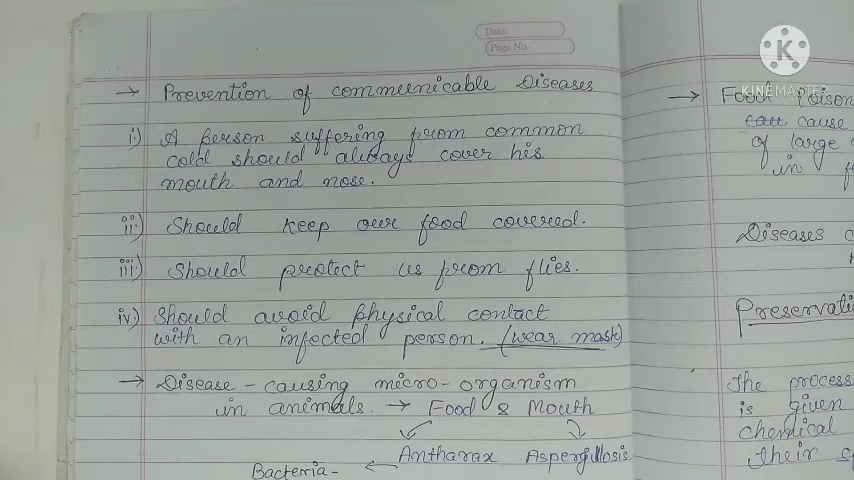 Date:
Page No.
K
KINEMASTER
→ Prevention of communicable Diseases
i) A person suffering from common
cold should always cover his
mouth and nose.
ii) Should keep our food covered.
iii) Should protect us from flies.
iv) Should avoid physical contact
with an infected person. (wear mask)
→ Disease - causing micro-organism
in animals. → Food & Mouth
Antharax Aspergillosis
Bacteria- ←
→ Food Poison
cause
of large
in
Diseases
Preservati
The process
is given
chemical
their sp